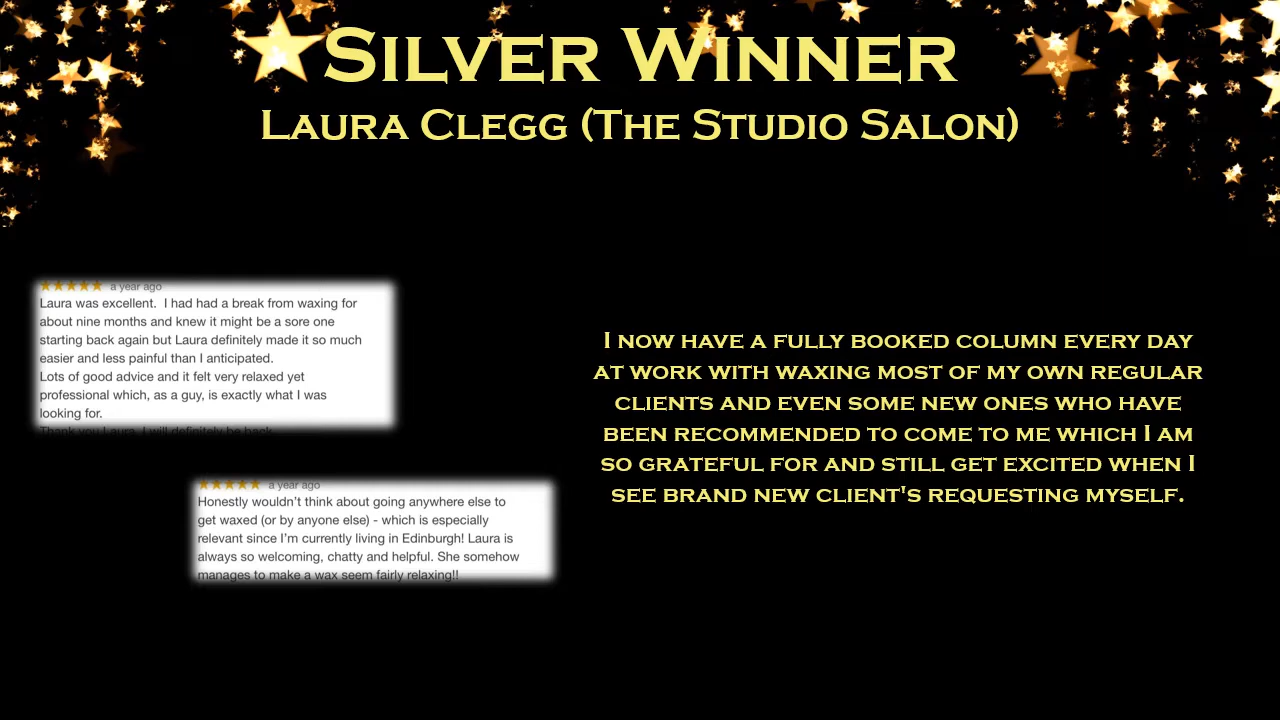 Silver Winner
Laura Clegg (The Studio Salon)
★★★★★ a year ago
Laura was excellent. I had had a break from waxing for
about nine months and knew it might be a sore one
starting back again but Laura definitely made it so much
easier and less painful than I anticipated.
Lots of good advice and it felt very relaxed yet
professional which, as a guy, is exactly what I was
looking for.
Thank you Laura, I will definitely be back
★★★★★ a year ago
Honestly wouldn't think about going anywhere else to
get waxed (or by anyone else) - which is especially
relevant since I'm currently living in Edinburgh! Laura is
always so welcoming, chatty and helpful. She somehow
manages to make a wax seem fairly relaxing!!
I now have a fully booked column every day
at work with waxing most of my own regular
clients and even some new ones who have
been recommended to come to me which I am
so grateful for and still get excited when I
see brand new client's requesting myself.